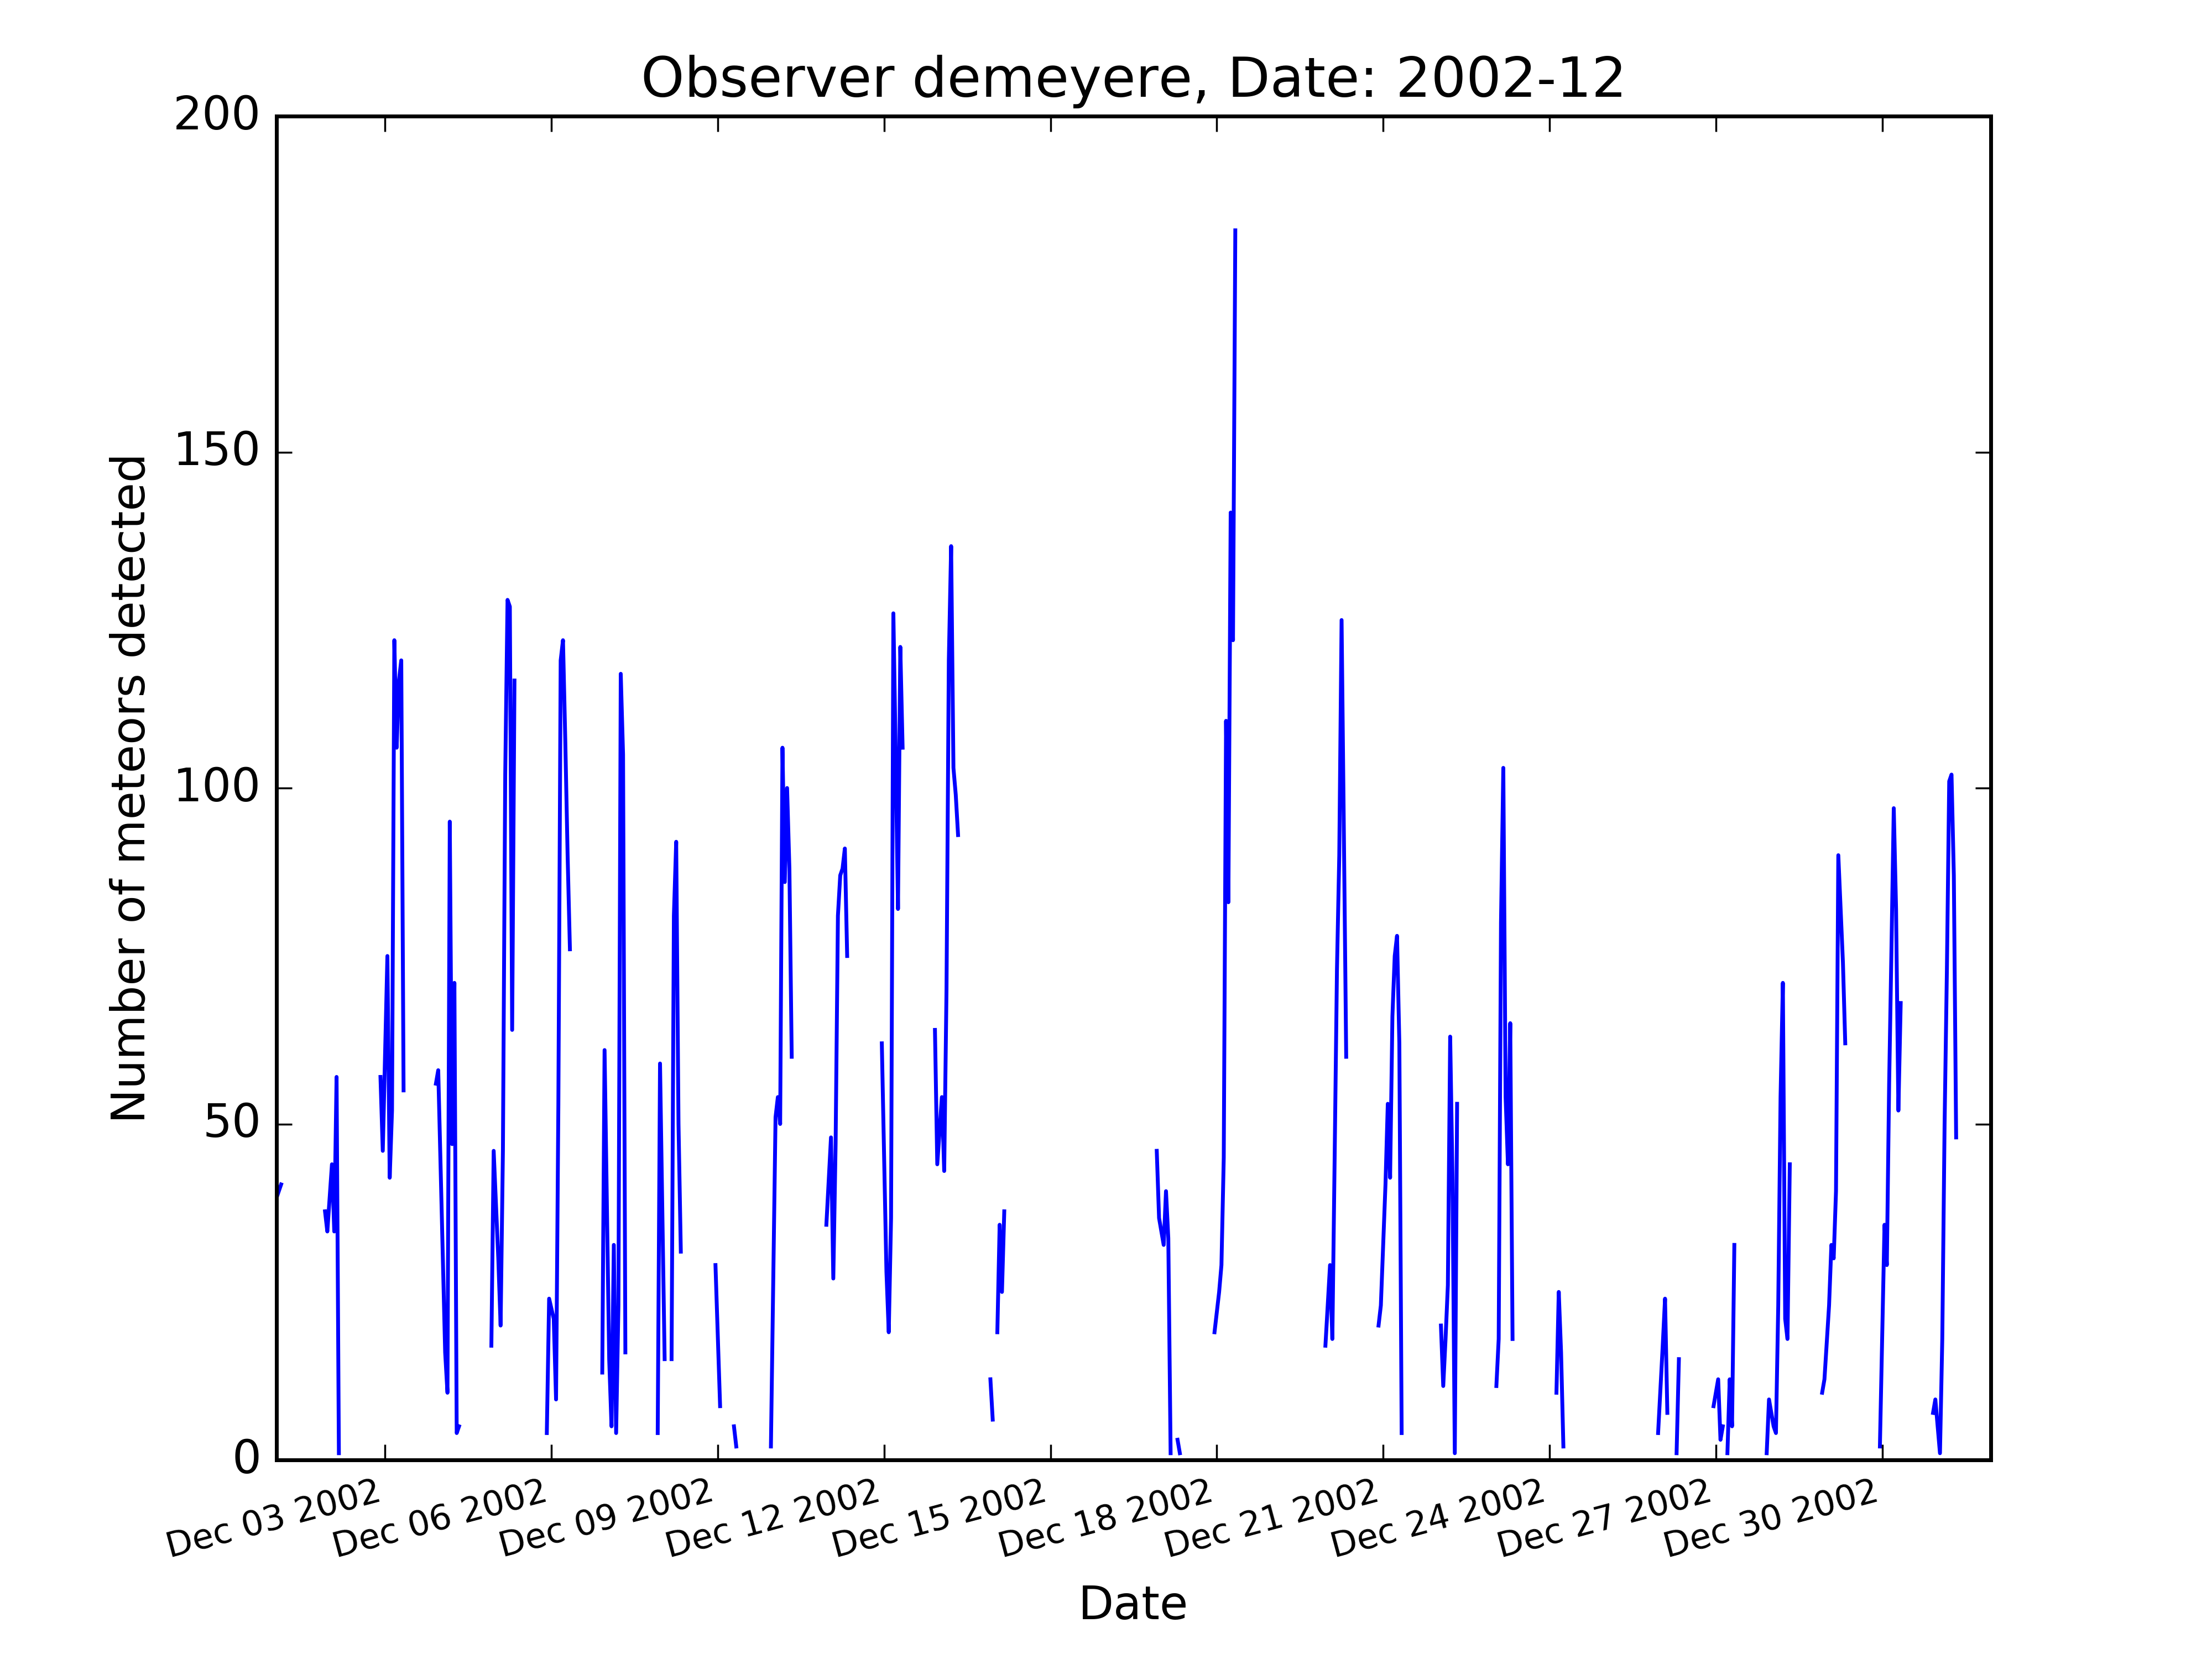 Observer demeyere, Date: 2002-12
200
150
100
50
0
Number of meteors detected
Dec 03 2002
Dec 06 2002
Dec 09 2002
Dec 12 2002
Dec 15 2002
Dec 18 2002
Dec 21 2002
Dec 24 2002
Dec 27 2002
Dec 30 2002
Date